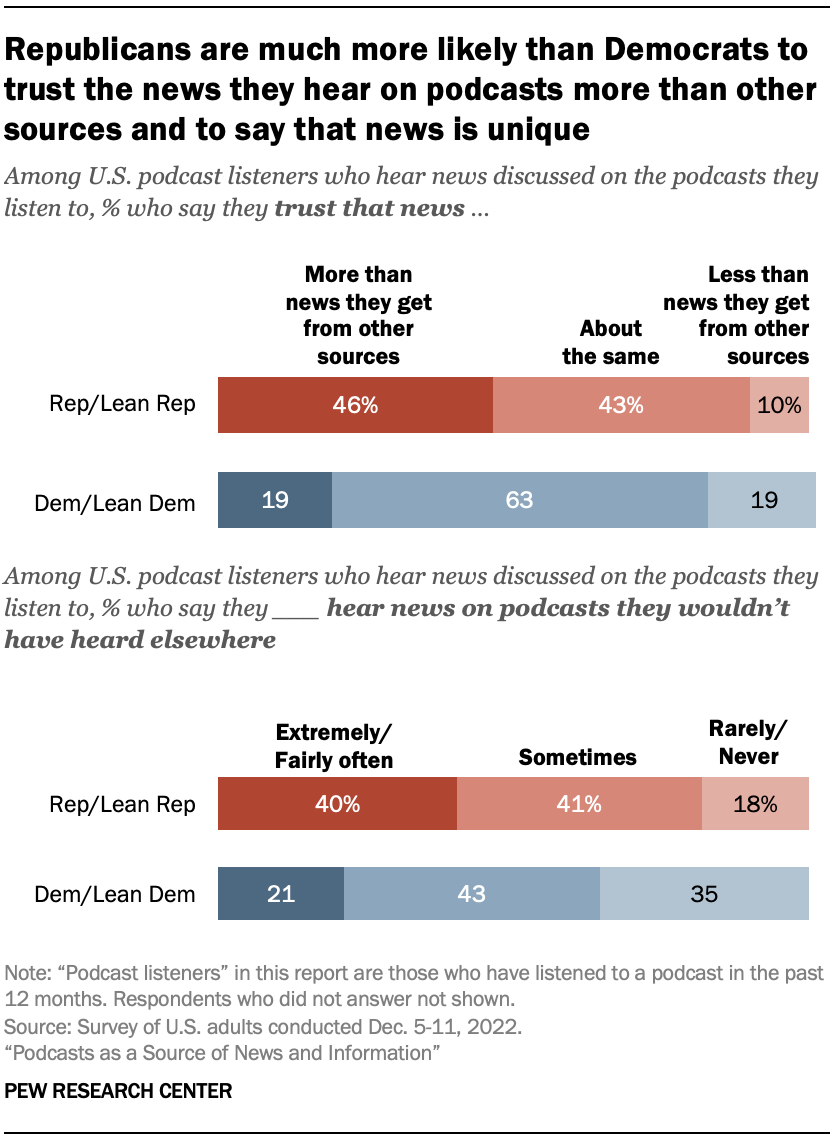 Republicans are much more likely than Democrats to
trust the news they hear on podcasts more than other
sources and to say that news is unique
Among U.S. podcast listeners who hear news discussed on the podcasts they
listen to, % who say they trust that news ...
More than
news they get
from other
sources
About
the same
Less than
news they get
from other
sources
Rep/Lean Rep 46% 43% 10%
Dem/Lean Dem 19 63 19
Among U.S. podcast listeners who hear news discussed on the podcasts they
listen to, % who say they ___ hear news on podcasts they wouldn’t
have heard elsewhere
Extremely/
Fairly often
Sometimes
Rarely/
Never
Rep/Lean Rep 40% 41% 18%
Dem/Lean Dem 21 43 35
Note: “Podcast listeners” in this report are those who have listened to a podcast in the past
12 months. Respondents who did not answer not shown.
Source: Survey of U.S. adults conducted Dec. 5-11, 2022.
“Podcasts as a Source of News and Information”
PEW RESEARCH CENTER